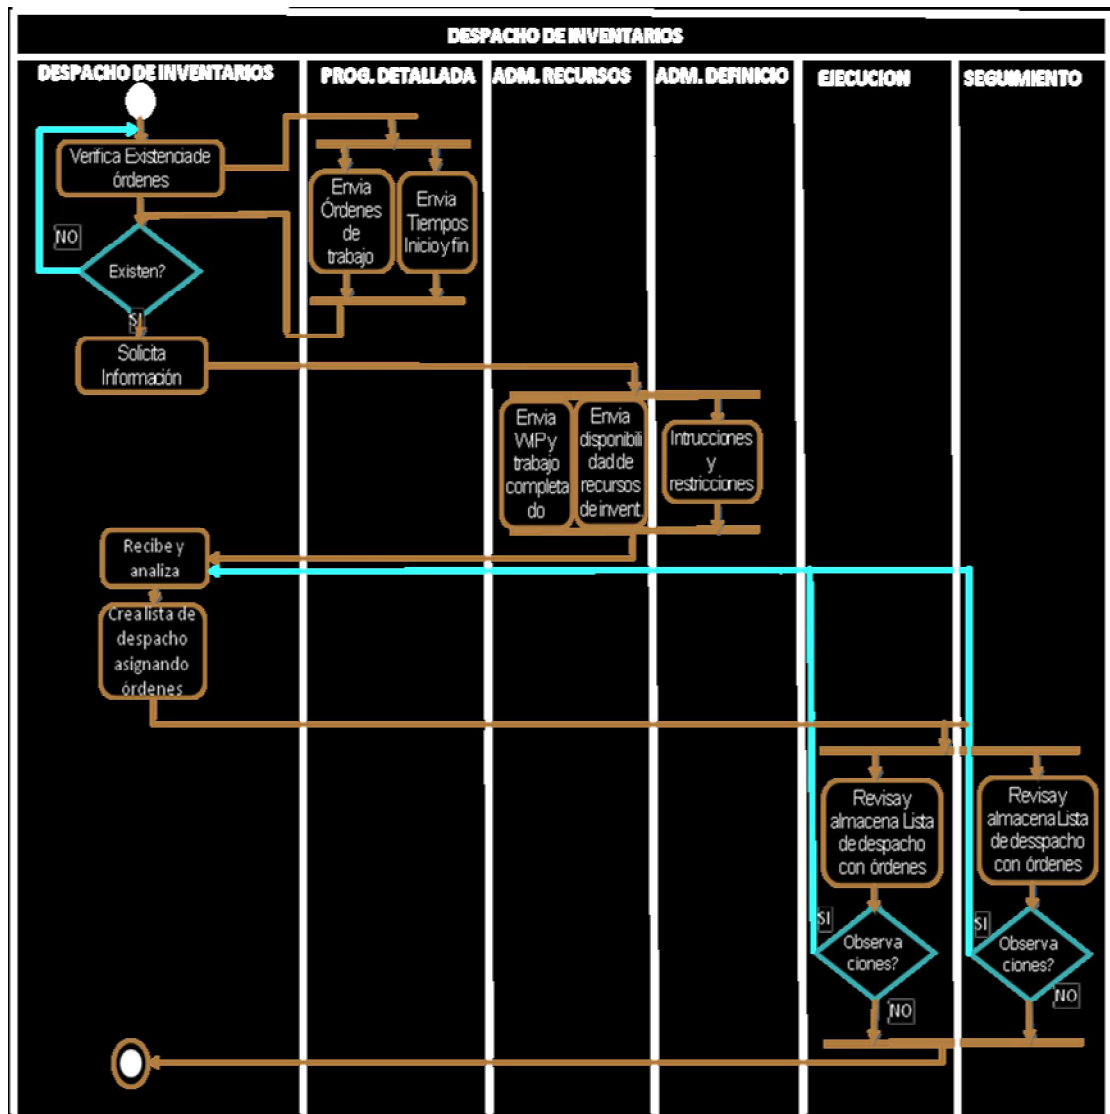 DESPACHO DE INVENTARIOS
DESPACHO DE INVENTARIOS
PROG. DETALLADA
ADM. RECURSOS
ADM. DEFINICIO
EJECUCION
SEGUIMIENTO
Verifica Existencia de
órdenes
Envia
Órdenes
de
trabajo
Envia
Tiempos
Inicio y fin
NO
Existen?
SI
Solicita
Información
Envia
WIP y
trabajo
completa
do
Envia
disponibili
dad de
recursos
de invent.
Intrucciones
y
restricciones
Recibe y
analiza
Crea lista de
despacho
asignando
órdenes
Revisa y
almacena Lista
de despacho
con órdenes
Revisa y
almacena Lista
de desspacho
con órdenes
SI
Observa
ciones?
NO
SI
Observa
ciones?
NO